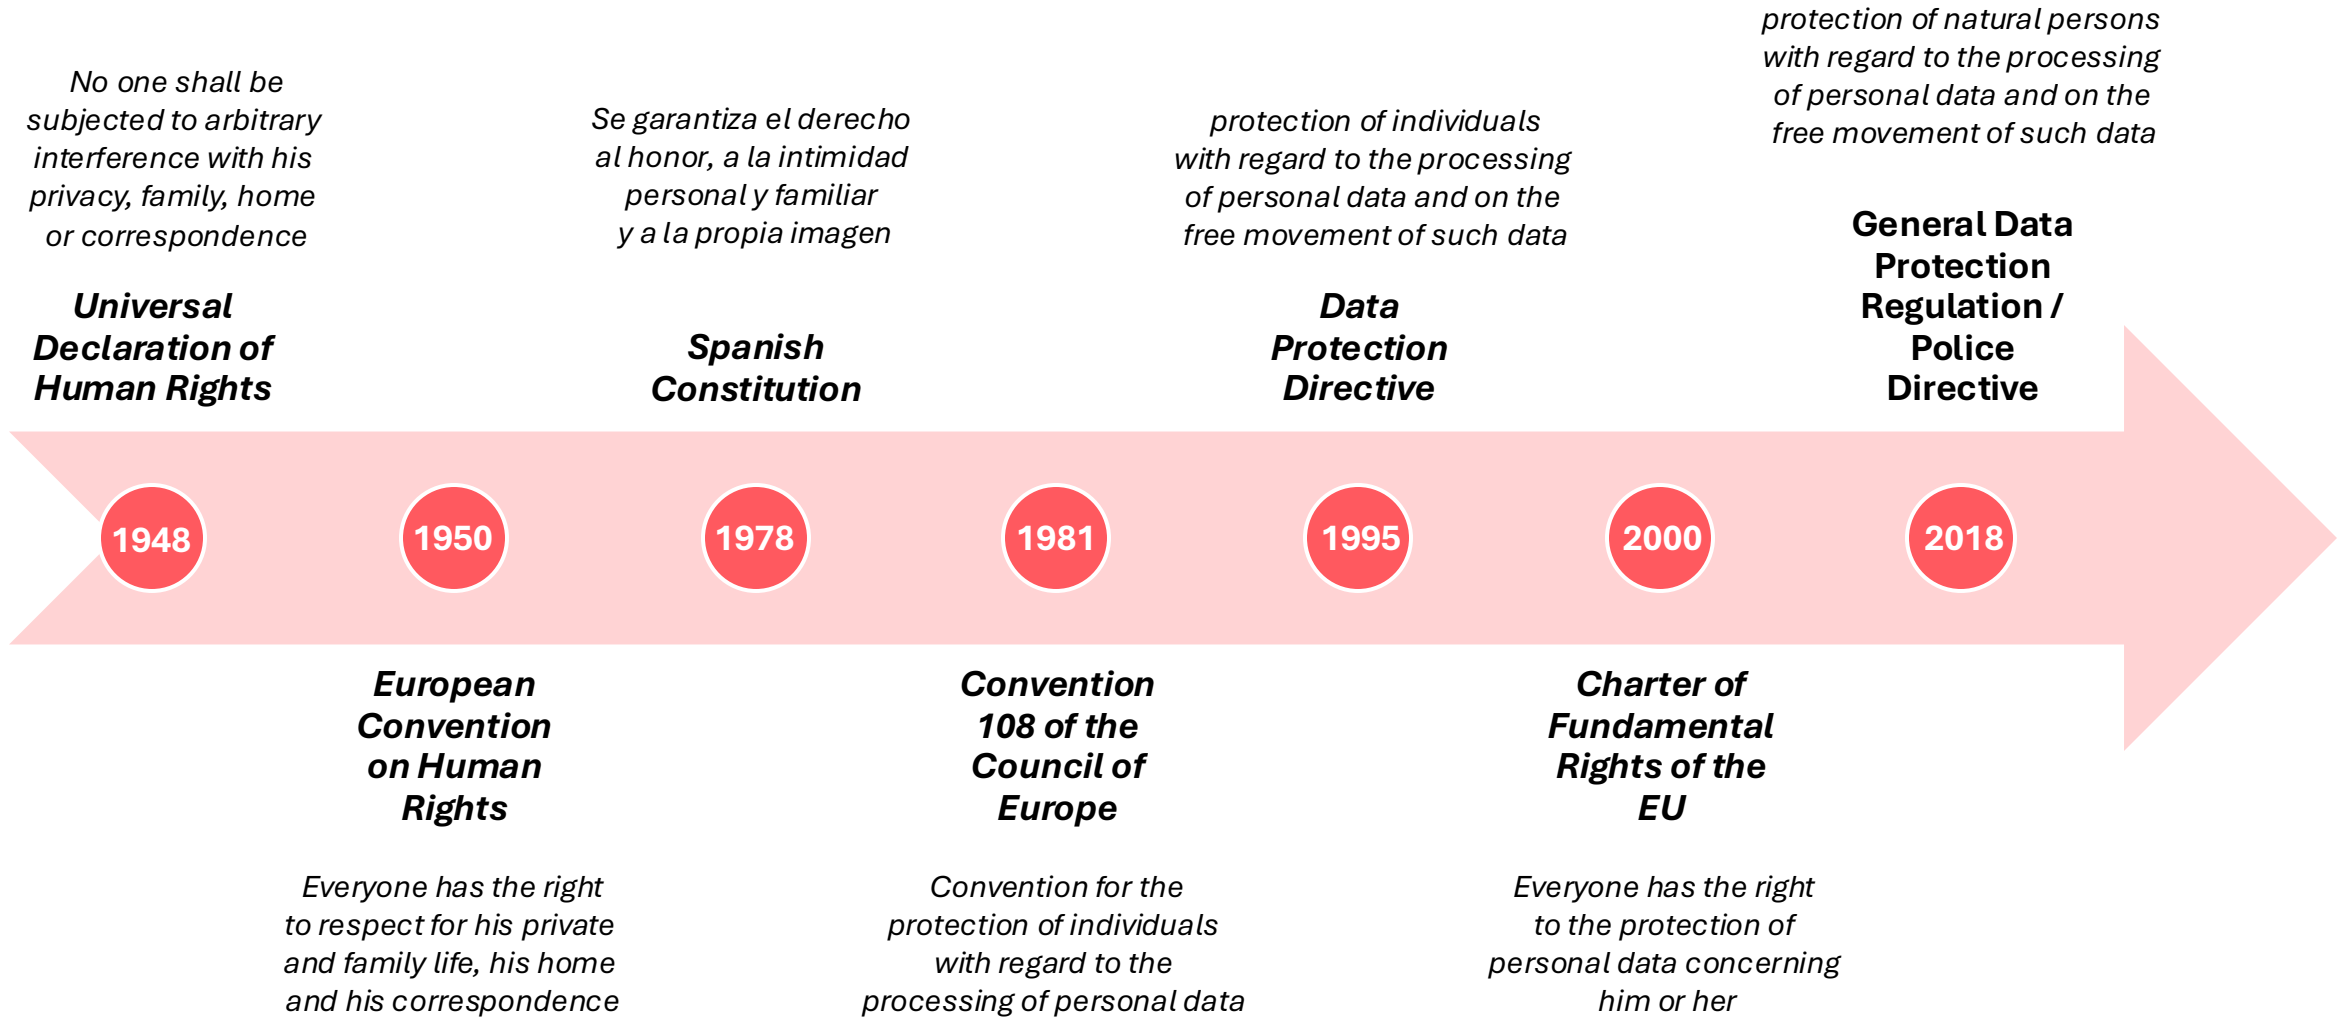 No one shall be
subjected to arbitrary
interference with his
privacy, family, home
or correspondence
Universal
Declaration of
Human Rights
1948
European
Convention
on Human
Rights
Everyone has the right
to respect for his private
and family life, his home
and his correspondence
1950
Se garantiza el derecho
al honor, a la intimidad
personal y familiar
y a la propia imagen
Spanish
Constitution
1978
Convention
108 of the
Council of
Europe
Convention for the
protection of individuals
with regard to the
processing of personal data
1981
protection of individuals
with regard to the processing
of personal data and on the
free movement of such data
Data
Protection
Directive
1995
Charter of
Fundamental
Rights of the
EU
Everyone has the right
to the protection of
personal data concerning
him or her
2000
protection of natural persons
with regard to the processing
of personal data and on the
free movement of such data
General Data
Protection
Regulation /
Police
Directive
2018